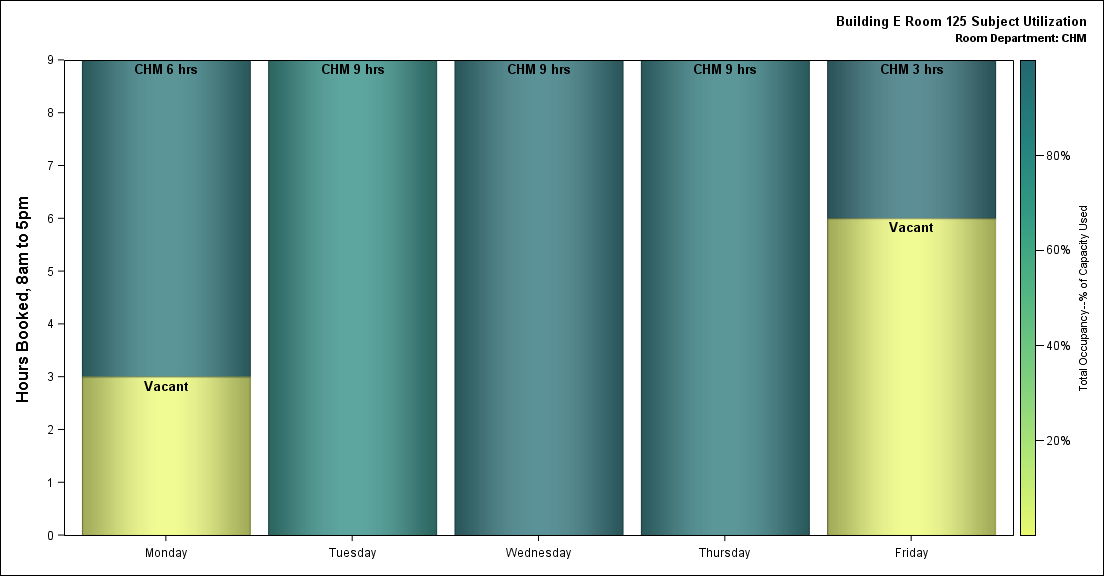 Building E Room 125 Subject Utilization
Room Department: CHM
Hours Booked, 8am to 5pm
9
8
7
6
5
4
3
2
1
0
CHM 6 hrs
Vacant
CHM 9 hrs
CHM 9 hrs
CHM 9 hrs
CHM 3 hrs
Vacant
Monday
Tuesday
Wednesday
Thursday
Friday
80%
60%
40%
20%
Total Occupancy--% of Capacity Used